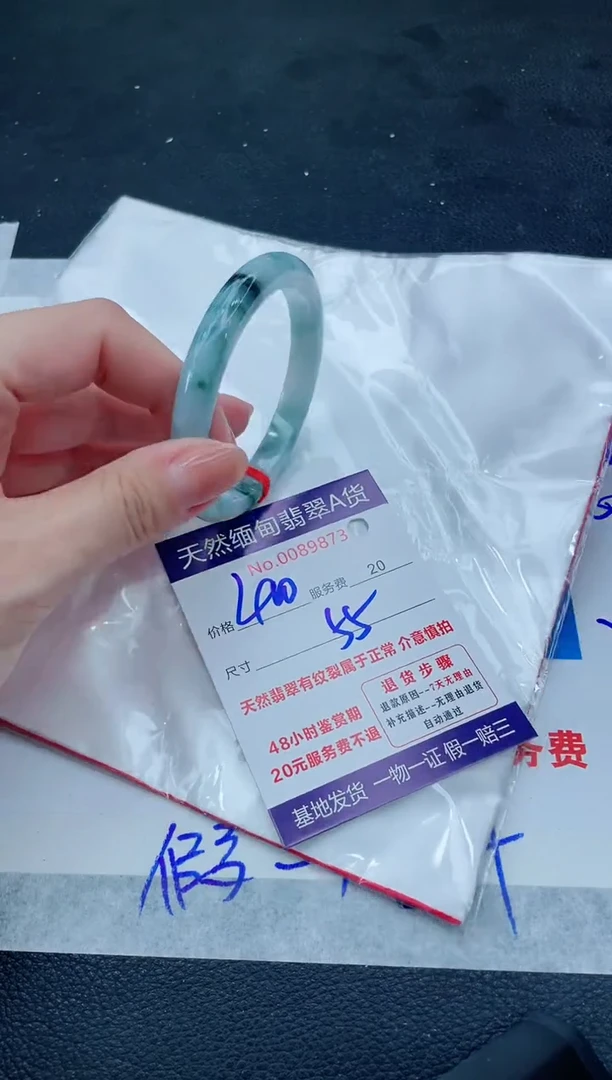 天然缅甸翡翠A货
No.0089873
价格 400 服务费 20
尺寸 55
天然翡翠有纹裂属于正常 介意慎拍
48小时鉴赏期
20元服务费不退
退货步骤
退款原因--7天无理由
补充描述--无理由退货
自动通过
基地发货 一物一证 假一赔三
务费
假一